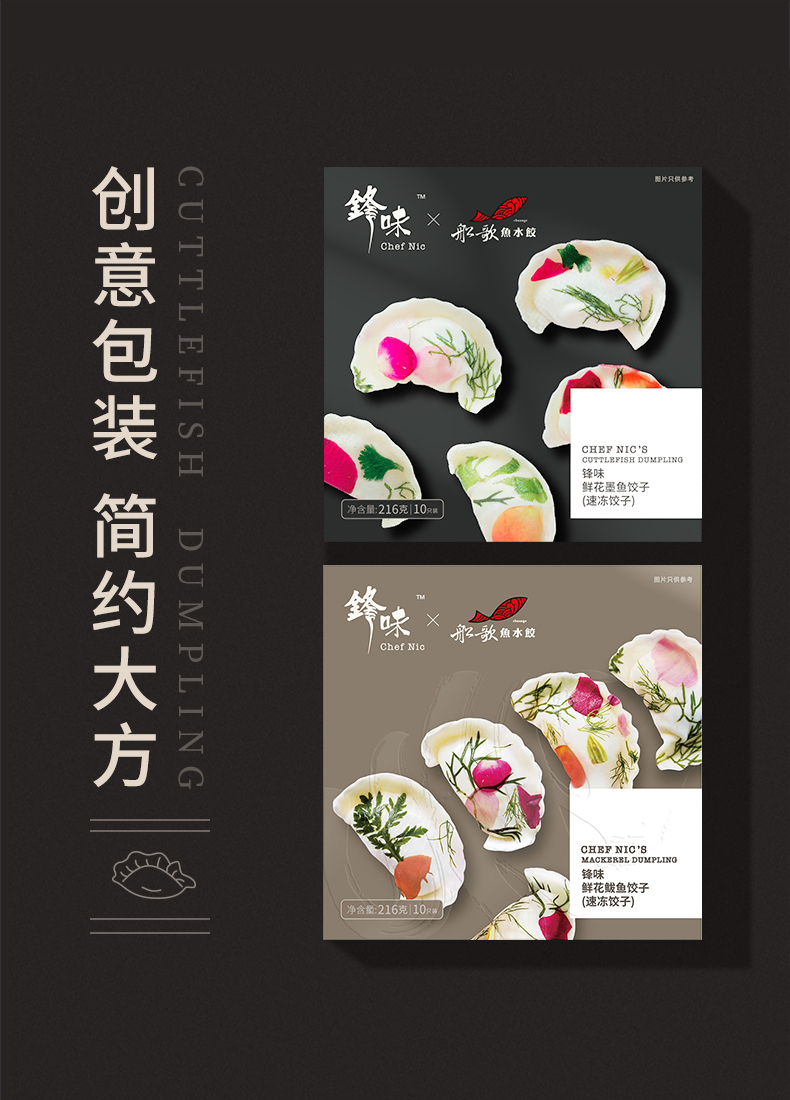 创意包装 简约大方
CUTTLEFISH DUMPLING
图片只供参考
鋒味 TM
Chef Nic
×
船歌魚水餃
chuange
CHEF NIC'S
CUTTLEFISH DUMPLING
锋味
鲜花墨鱼饺子
(速冻饺子)
净含量:216克|10只装
图片只供参考
鋒味 TM
Chef Nic
×
船歌魚水餃
chuange
CHEF NIC'S
MACKEREL DUMPLING
锋味
鲜花鲅鱼饺子
(速冻饺子)
净含量:216克|10只装